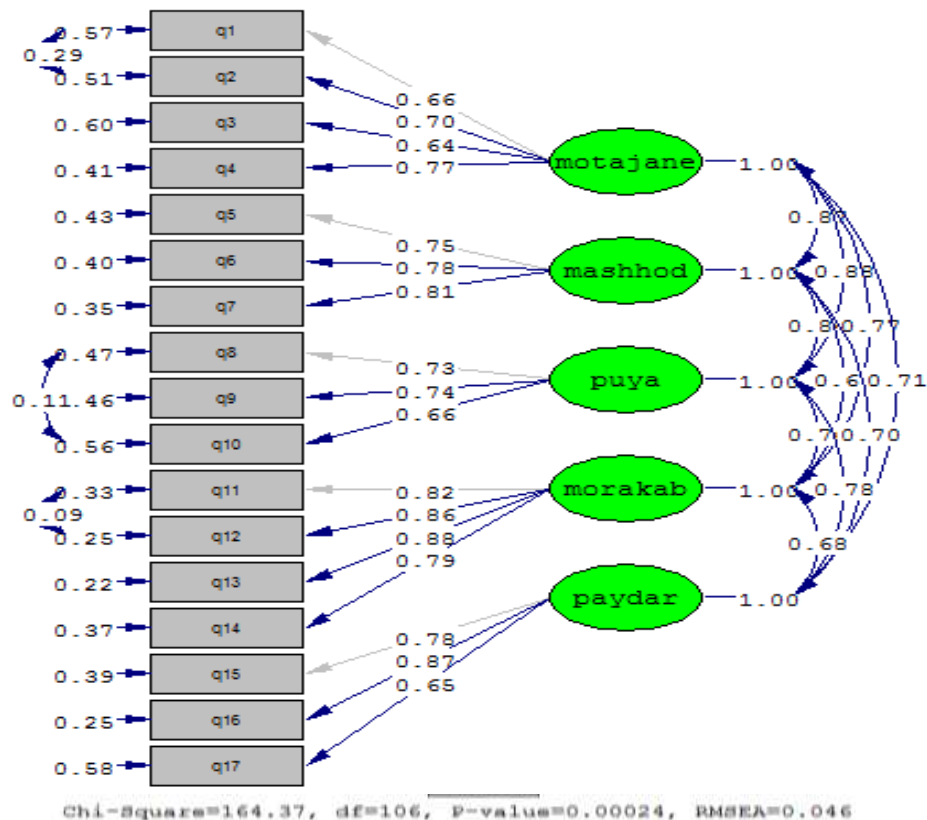 0.57 q1
0.29
0.51 q2
0.60 q3
0.41 q4
0.43 q5
0.40 q6
0.35 q7
0.47 q8
0.11 .46 q9
0.56 q10
0.33 q11
0.09
0.25 q12
0.22 q13
0.37 q14
0.39 q15
0.25 q16
0.58 q17
0.66
0.70
0.64
0.77
0.75
0.78
0.81
0.73
0.74
0.66
0.82
0.86
0.88
0.79
0.78
0.87
0.65
motajane 1.00
mashhod 1.00
puya 1.00
morakab 1.00
paydar 1.00
0.77
0.71
0.70
0.78
0.68
Chi-Square=164.37, df=106, P-value=0.00024, RMSEA=0.046